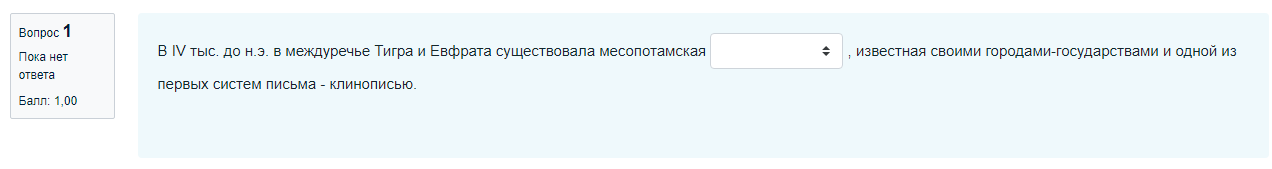 Вопрос 1
Пока нет
ответа
Балл: 1,00
В IV тыс. до н.э. в междуречье Тигра и Евфрата существовала месопотамская , известная своими городами-государствами и одной из
первых систем письма - клинописью.